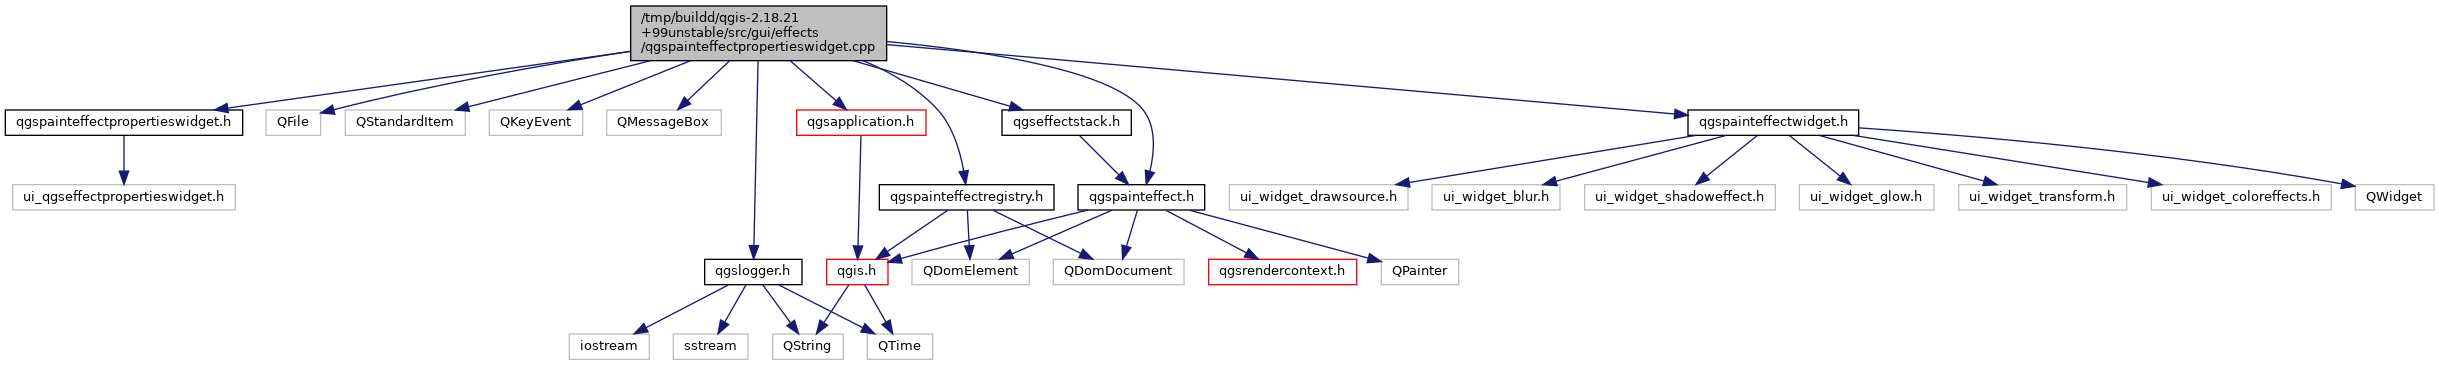 /tmp/buildd/qgis-2.18.21
+99unstable/src/gui/effects
/qgspainteffectpropertieswidget.cpp
qgspainteffectpropertieswidget.h
QFile
QStandardItem
QKeyEvent
QMessageBox
qgsapplication.h
qgseffectstack.h
qgspainteffectwidget.h
ui_qgseffectpropertieswidget.h
qgspainteffectregistry.h
qgspainteffect.h
ui_widget_drawsource.h
ui_widget_blur.h
ui_widget_shadoweffect.h
ui_widget_glow.h
ui_widget_transform.h
ui_widget_coloreffects.h
QWidget
qgslogger.h
qgis.h
QDomElement
QDomDocument
qgsrendercontext.h
QPainter
iostream
sstream
QString
QTime